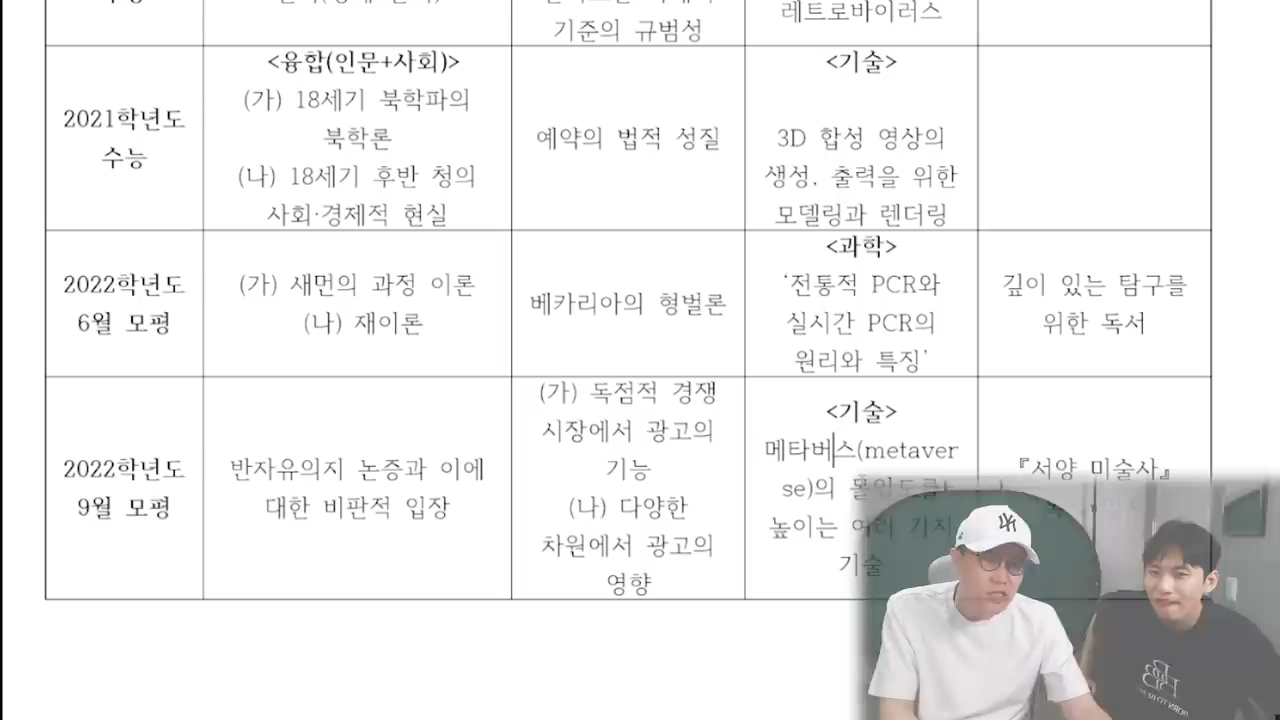 기준의 규범성
레트로바이러스
2021학년도
수능
<융합(인문+사회)>
(가) 18세기 북학파의
북학론
(나) 18세기 후반 청의
사회·경제적 현실
예약의 법적 성질
<기술>
3D 합성 영상의
생성, 출력을 위한
모델링과 렌더링
2022학년도
6월 모평
(가) 새먼의 과정 이론
(나) 재이론
베카리아의 형벌론
<과학>
'전통적 PCR와
실시간 PCR의
원리와 특징'
깊이 있는 탐구를
위한 독서
2022학년도
9월 모평
반자유의지 논증과 이에
대한 비판적 입장
(가) 독점적 경쟁
시장에서 광고의
기능
(나) 다양한
차원에서 광고의
영향
<기술>
메타버스(metaver
se)의 몰입도를
높이는 여러 가지
기술
『서양 미술사』